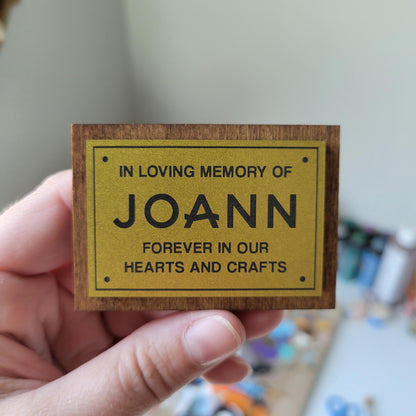 IN LOVING MEMORY OF
JOANN
FOREVER IN OUR
HEARTS AND CRAFTS